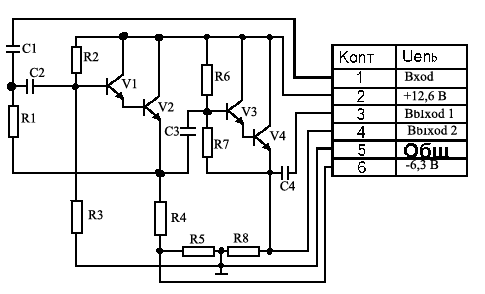 C1
C2
R2
R1
V1
V2
R6
V3
C3
R7
V4
C4
R3
R4
R5
R8
Конт Цепь
1 Вход
2 +12,6 В
3 Выход 1
4 Выход 2
5 Общ
6 -6,3 В